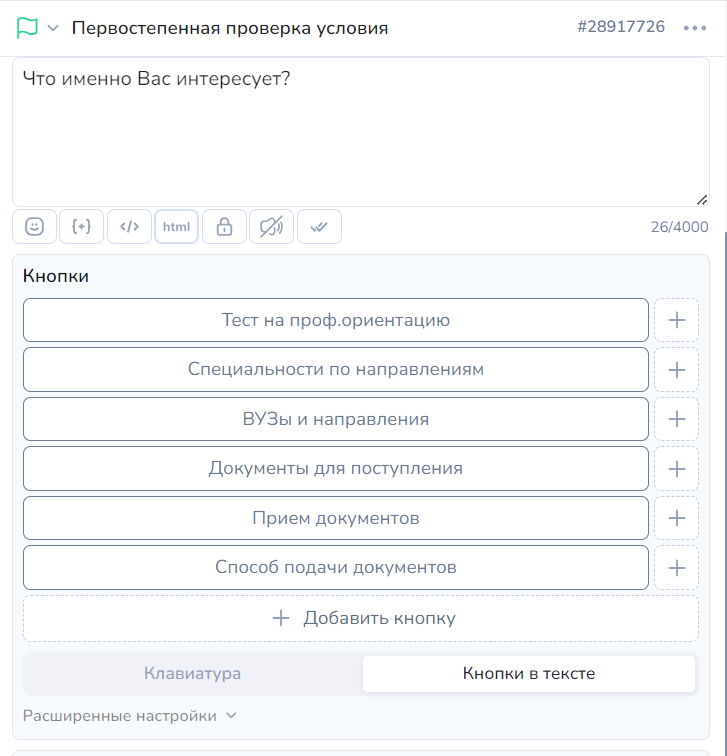 Первостепенная проверка условия #28917726
Что именно Вас интересует?
{+} </> html 26/4000
Кнопки
Тест на проф.ориентацию
Специальности по направлениям
ВУЗы и направления
Документы для поступления
Прием документов
Способ подачи документов
Добавить кнопку
Клавиатура Кнопки в тексте
Расширенные настройки